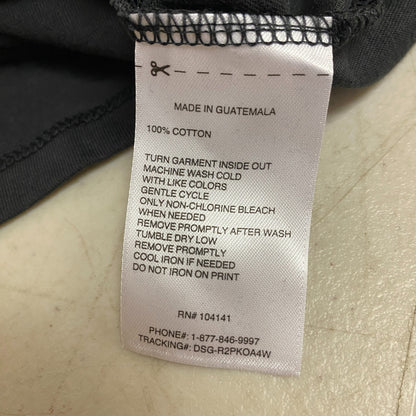 MADE IN GUATEMALA
100% COTTON
TURN GARMENT INSIDE OUT
MACHINE WASH COLD
WITH LIKE COLORS
GENTLE CYCLE
ONLY NON-CHLORINE BLEACH
WHEN NEEDED
REMOVE PROMPTLY AFTER WASH
TUMBLE DRY LOW
REMOVE PROMPTLY
COOL IRON IF NEEDED
DO NOT IRON ON PRINT
RN# 104141
PHONE#: 1-877-846-9997
TRACKING#: DSG-R2PKOA4W